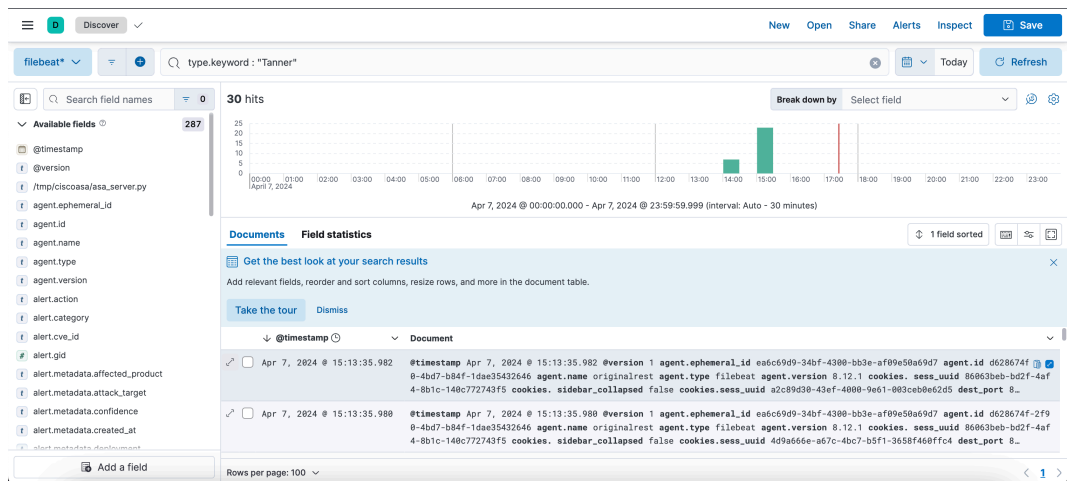 D Discover New Open Share Alerts Inspect Save
filebeat* type.keyword : "Tanner" Today Refresh
Search field names 0
Available fields 287
@timestamp
@version
/tmp/ciscoasa/asa_server.py
agent.ephemeral_id
agent.id
agent.name
agent.type
agent.version
alert.action
alert.category
alert.cve_id
alert.gid
alert.metadata.affected_product
alert.metadata.attack_target
alert.metadata.confidence
alert.metadata.created_at
alert.metadata.deployment
Add a field
30 hits Break down by Select field
25
20
15
10
5
0
00:00 01:00 02:00 03:00 04:00 05:00 06:00 07:00 08:00 09:00 10:00 11:00 12:00 13:00 14:00 15:00 16:00 17:00 18:00 19:00 20:00 21:00 22:00 23:00
April 7, 2024
Apr 7, 2024 @ 00:00:00.000 - Apr 7, 2024 @ 23:59:59.999 (interval: Auto - 30 minutes)
Documents Field statistics 1 field sorted
Get the best look at your search results
Add relevant fields, reorder and sort columns, resize rows, and more in the document table.
Take the tour Dismiss
@timestamp Document
Apr 7, 2024 @ 15:13:35.982 @timestamp Apr 7, 2024 @ 15:13:35.982 @version 1 agent.ephemeral_id ea6c69d9-34bf-4300-bb3e-af09e50a69d7 agent.id d628674f
0-4bd7-b84f-1dae35432646 agent.name originalrest agent.type filebeat agent.version 8.12.1 cookies. sess_uuid 86063beb-bd2f-4af
4-8b1c-140c772743f5 cookies. sidebar_collapsed false cookies.sess_uuid a2c89d30-43ef-4000-9e61-003ceb0e62d5 dest_port 8…
Apr 7, 2024 @ 15:13:35.980 @timestamp Apr 7, 2024 @ 15:13:35.980 @version 1 agent.ephemeral_id ea6c69d9-34bf-4300-bb3e-af09e50a69d7 agent.id d628674f-2f9
0-4bd7-b84f-1dae35432646 agent.name originalrest agent.type filebeat agent.version 8.12.1 cookies. sess_uuid 86063beb-bd2f-4af
4-8b1c-140c772743f5 cookies. sidebar_collapsed false cookies.sess_uuid 4d9a666e-a67c-4bc7-b5f1-3658f460ffc4 dest_port 8…
Rows per page: 100 1